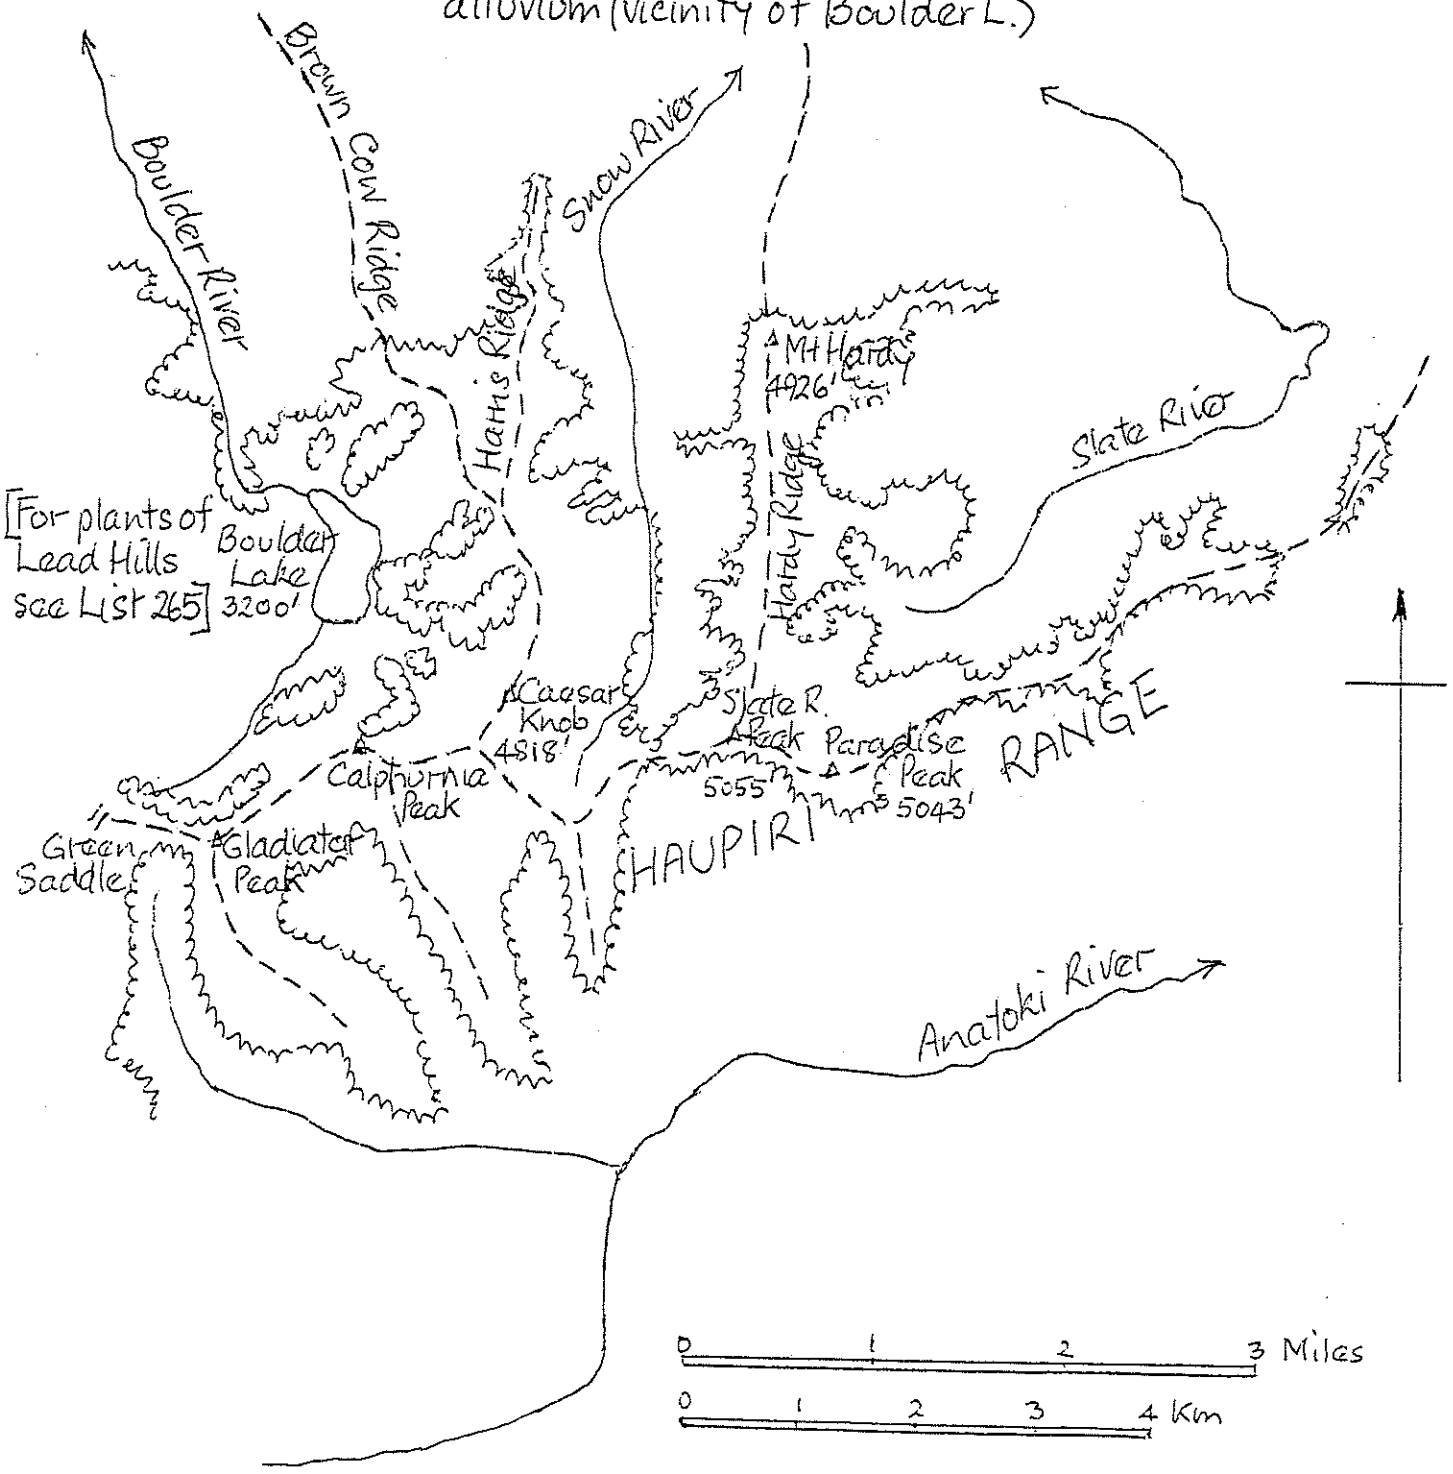 alluvium (vicinity of Boulder L.)
Brown Cow Ridge
Boulder River
Snow River
Harris Ridge
Mt Hardy
4926'
Hardy Ridge
Slate River
[For plants of
Lead Hills
see List 265]
Boulder
Lake
3200'
Caesar
Knob
4818'
Slate R.
Peak
5055'
Paradise
Peak
5043'
HAUPIRI RANGE
Calphurnia
Peak
Green
Saddle
Gladiator
Peak
Anatoki River
0 1 2 3 Miles
0 1 2 3 4 Km